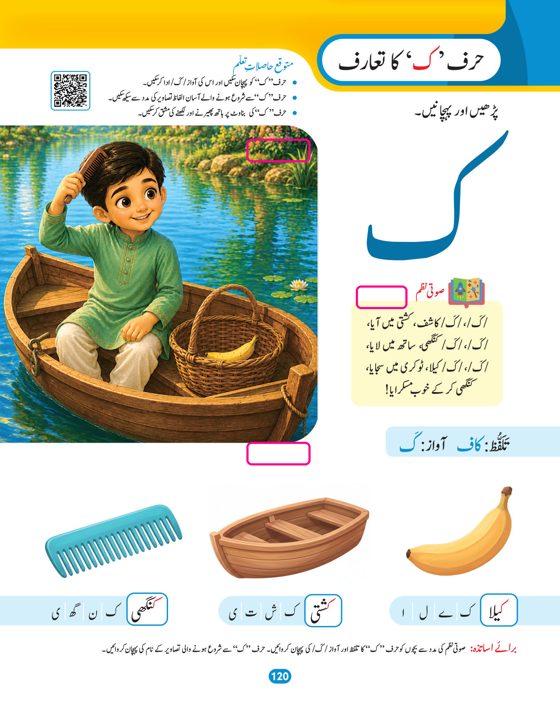 حرف ’ک‘ کا تعارف
متوقع حاصلاتِ تعلّم
• حرف ”ک“ کو پہچان سکیں اور اس کی آواز /ک/ ادا کر سکیں۔
• حرف ”ک“ سے شروع ہونے والے آسان الفاظ تصاویر کی مدد سے سیکھ سکیں۔
• حرف ”ک“ کی بناوٹ پر ہاتھ پھیرنے اور لکھنے کی مشق کر سکیں۔
پڑھیں اور پہچانیں۔
ک
صوتی نظم
/کَ/، /کَ/ کاشف، کشتی میں آیا،
/کَ/، /کَ/ کنگھی، ساتھ میں لایا،
/کَ/، /کَ/ کیلا، ٹوکری میں سجایا،
کنگھی کر کے خوب مسکرایا!
تَلَفُّظ: کاف آواز: کَ
کیلا ک ے ل ا
کشتی ک ش ت ی
کنگھی ک ن گھ ی
برائے اساتذہ: صوتی نظم کی مدد سے بچوں کو حرف ”ک“ کا تلفظ اور آواز /کَ/ کی پہچان کروائیں۔ حرف ”ک“ سے شروع ہونے والی تصاویر کے نام کی پہچان کروائیں۔
120